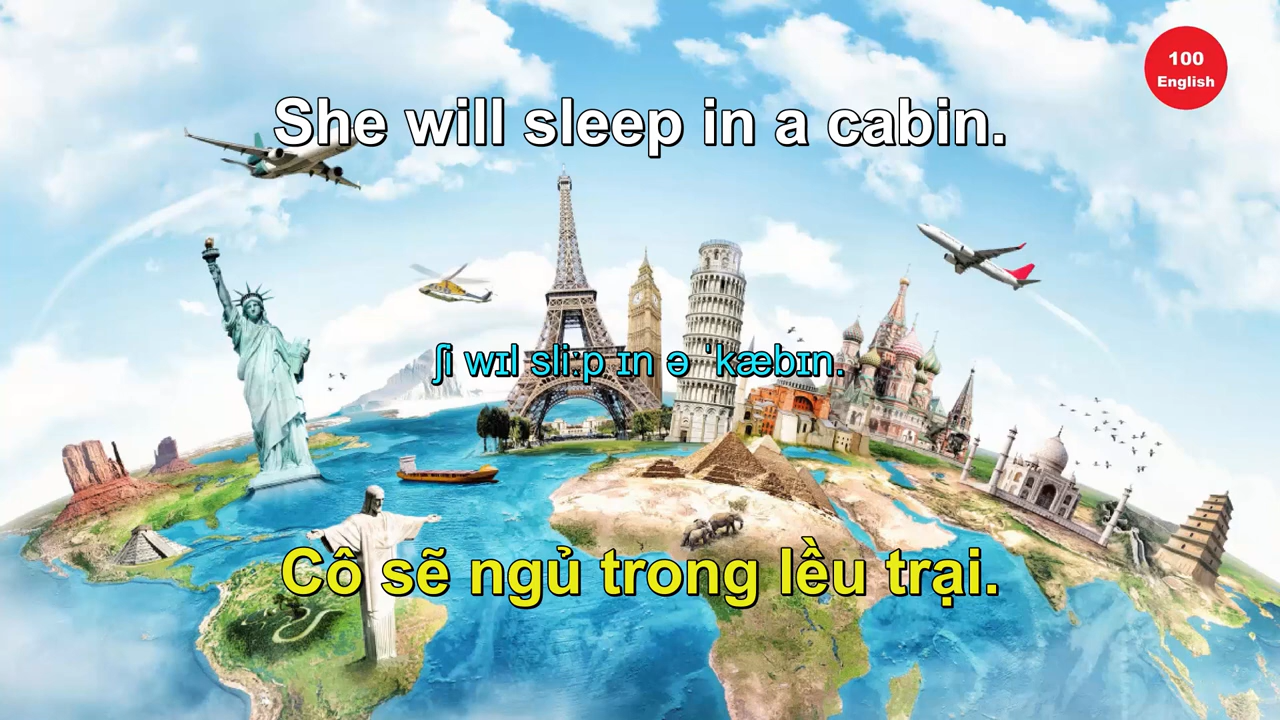 100
English
She will sleep in a cabin.
ʃi wɪl sliːp ɪn ə ˈkæbɪn.
Cô sẽ ngủ trong lều trại.